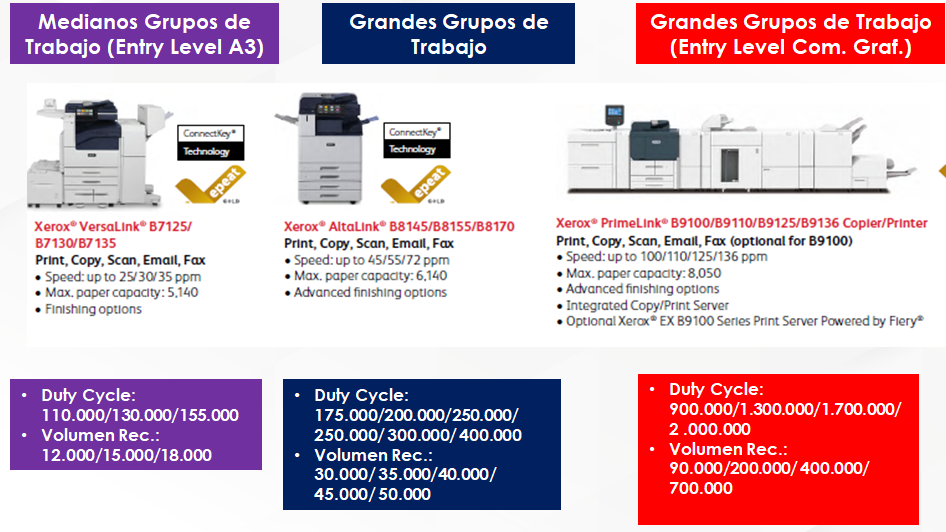 Medianos Grupos de
Trabajo (Entry Level A3)
Grandes Grupos de
Trabajo
Grandes Grupos de Trabajo
(Entry Level Com. Graf.)
ConnectKey®
Technology
epeat
GOLD
Xerox® VersaLink® B7125/
B7130/B7135
Print, Copy, Scan, Email, Fax
• Speed: up to 25/30/35 ppm
• Max. paper capacity: 5,140
• Finishing options
ConnectKey®
Technology
epeat
GOLD
Xerox® AltaLink® B8145/B8155/B8170
Print, Copy, Scan, Email, Fax
• Speed: up to 45/55/72 ppm
• Max. paper capacity: 6,140
• Advanced finishing options
Xerox® PrimeLink® B9100/B9110/B9125/B9136 Copier/Printer
Print, Copy, Scan, Email, Fax (optional for B9100)
• Speed: up to 100/110/125/136 ppm
• Max. paper capacity: 8,050
• Advanced finishing options
• Integrated Copy/Print Server
• Optional Xerox® EX B9100 Series Print Server Powered by Fiery®
• Duty Cycle:
110.000/130.000/155.000
• Volumen Rec.:
12.000/15.000/18.000
• Duty Cycle:
175.000/200.000/250.000/
250.000/ 300.000/ 400.000
• Volumen Rec.:
30.000/ 35.000/40.000/
45.000/ 50.000
• Duty Cycle:
900.000/1.300.000/1.700.000/
2 .000.000
• Volumen Rec.:
90.000/200.000/ 400.000/
700.000